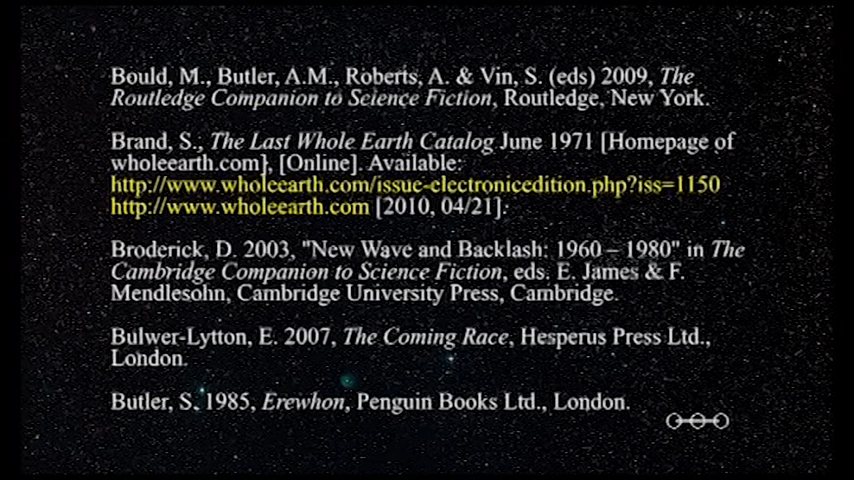 Bould, M., Butler, A.M., Roberts, A. & Vin, S. (eds) 2009, The
Routledge Companion to Science Fiction, Routledge, New York.
Brand, S., The Last Whole Earth Catalog June 1971 [Homepage of
wholeearth.com], [Online]. Available:
http://www.wholeearth.com/issue-electronicedition.php?iss=1150
http://www.wholeearth.com [2010, 04/21].
Broderick, D. 2003, "New Wave and Backlash: 1960 – 1980" in The
Cambridge Companion to Science Fiction, eds. E. James & F.
Mendlesohn, Cambridge University Press, Cambridge.
Bulwer-Lytton, E. 2007, The Coming Race, Hesperus Press Ltd.,
London.
Butler, S. 1985, Erewhon, Penguin Books Ltd., London.